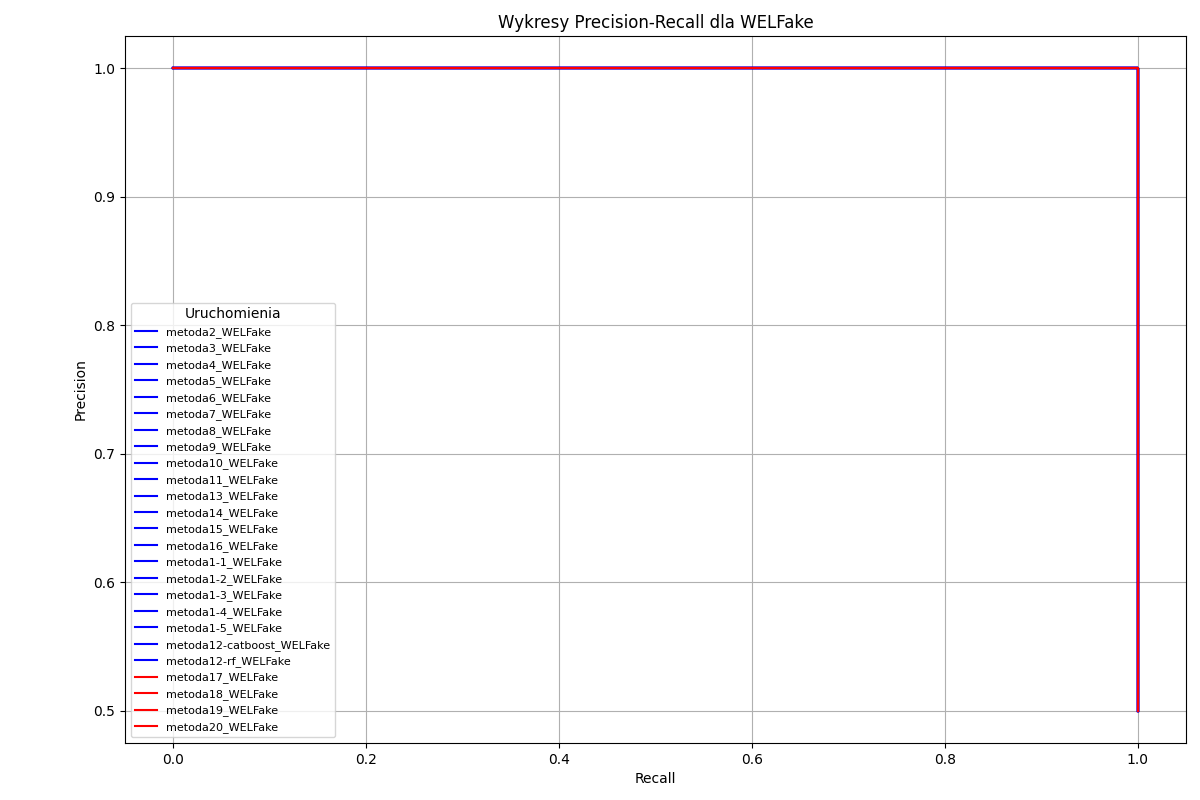 Wykresy Precision-Recall dla WELFake
1.0
0.9
0.8
0.7
0.6
0.5
Precision
Uruchomienia
metoda2_WELFake
metoda3_WELFake
metoda4_WELFake
metoda5_WELFake
metoda6_WELFake
metoda7_WELFake
metoda8_WELFake
metoda9_WELFake
metoda10_WELFake
metoda11_WELFake
metoda13_WELFake
metoda14_WELFake
metoda15_WELFake
metoda16_WELFake
metoda1-1_WELFake
metoda1-2_WELFake
metoda1-3_WELFake
metoda1-4_WELFake
metoda1-5_WELFake
metoda12-catboost_WELFake
metoda12-rf_WELFake
metoda17_WELFake
metoda18_WELFake
metoda19_WELFake
metoda20_WELFake
0.0 0.2 0.4 0.6 0.8 1.0
Recall